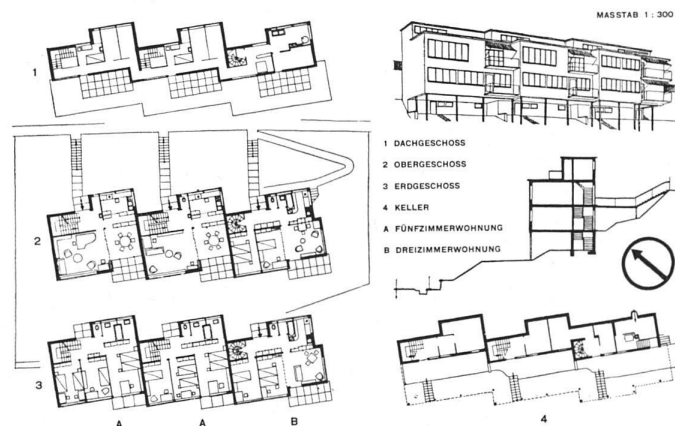 MASSTAB 1 : 300
1
1 DACHGESCHOSS
2 OBERGESCHOSS
3 ERDGESCHOSS
4 KELLER
A FÜNFZIMMERWOHNUNG
B DREIZIMMERWOHNUNG
2
3
A A B
4